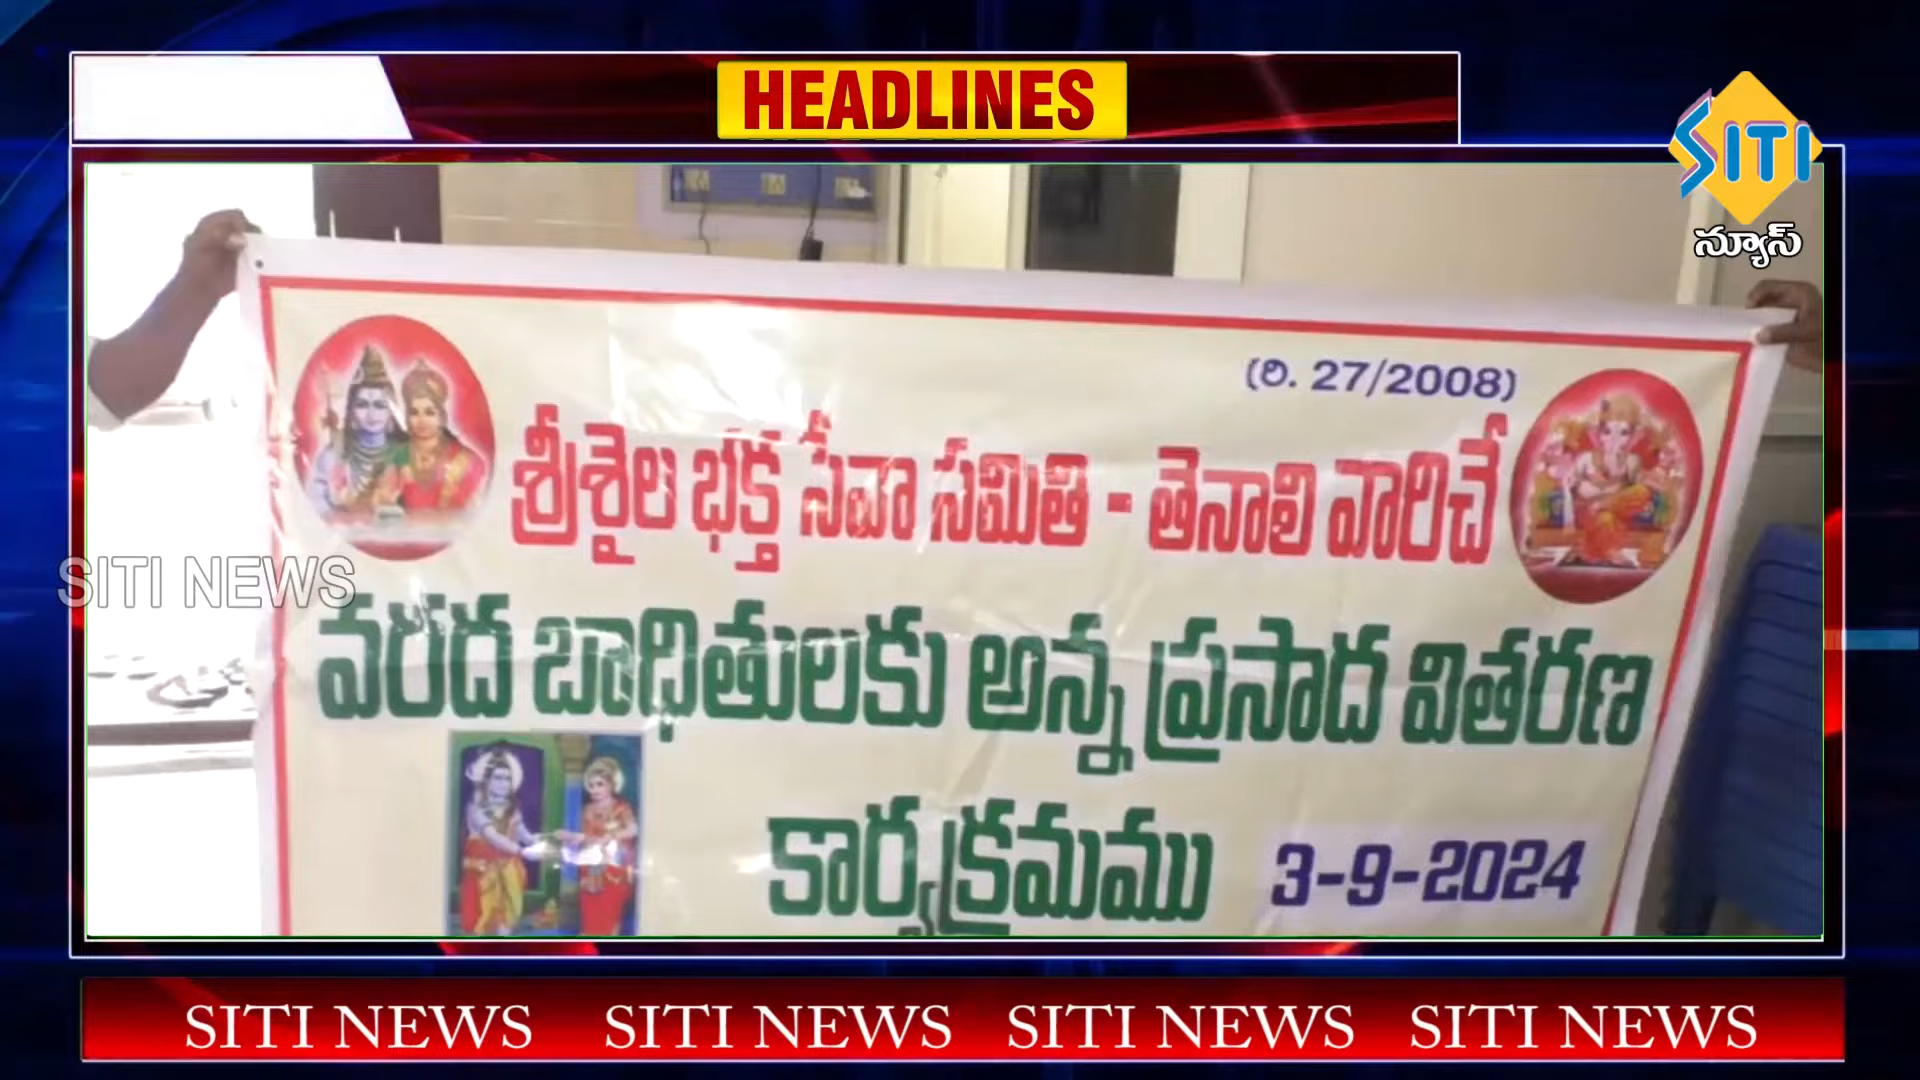 HEADLINES
SITI
న్యూస్
(రి. 27/2008)
శ్రీశైల భక్త సేవా సమితి - తెనాలి వారిచే
SITI NEWS
వరద బాధితులకు అన్న ప్రసాద వితరణ
కార్యక్రమము 3-9-2024
SITI NEWS SITI NEWS SITI NEWS SITI NEWS